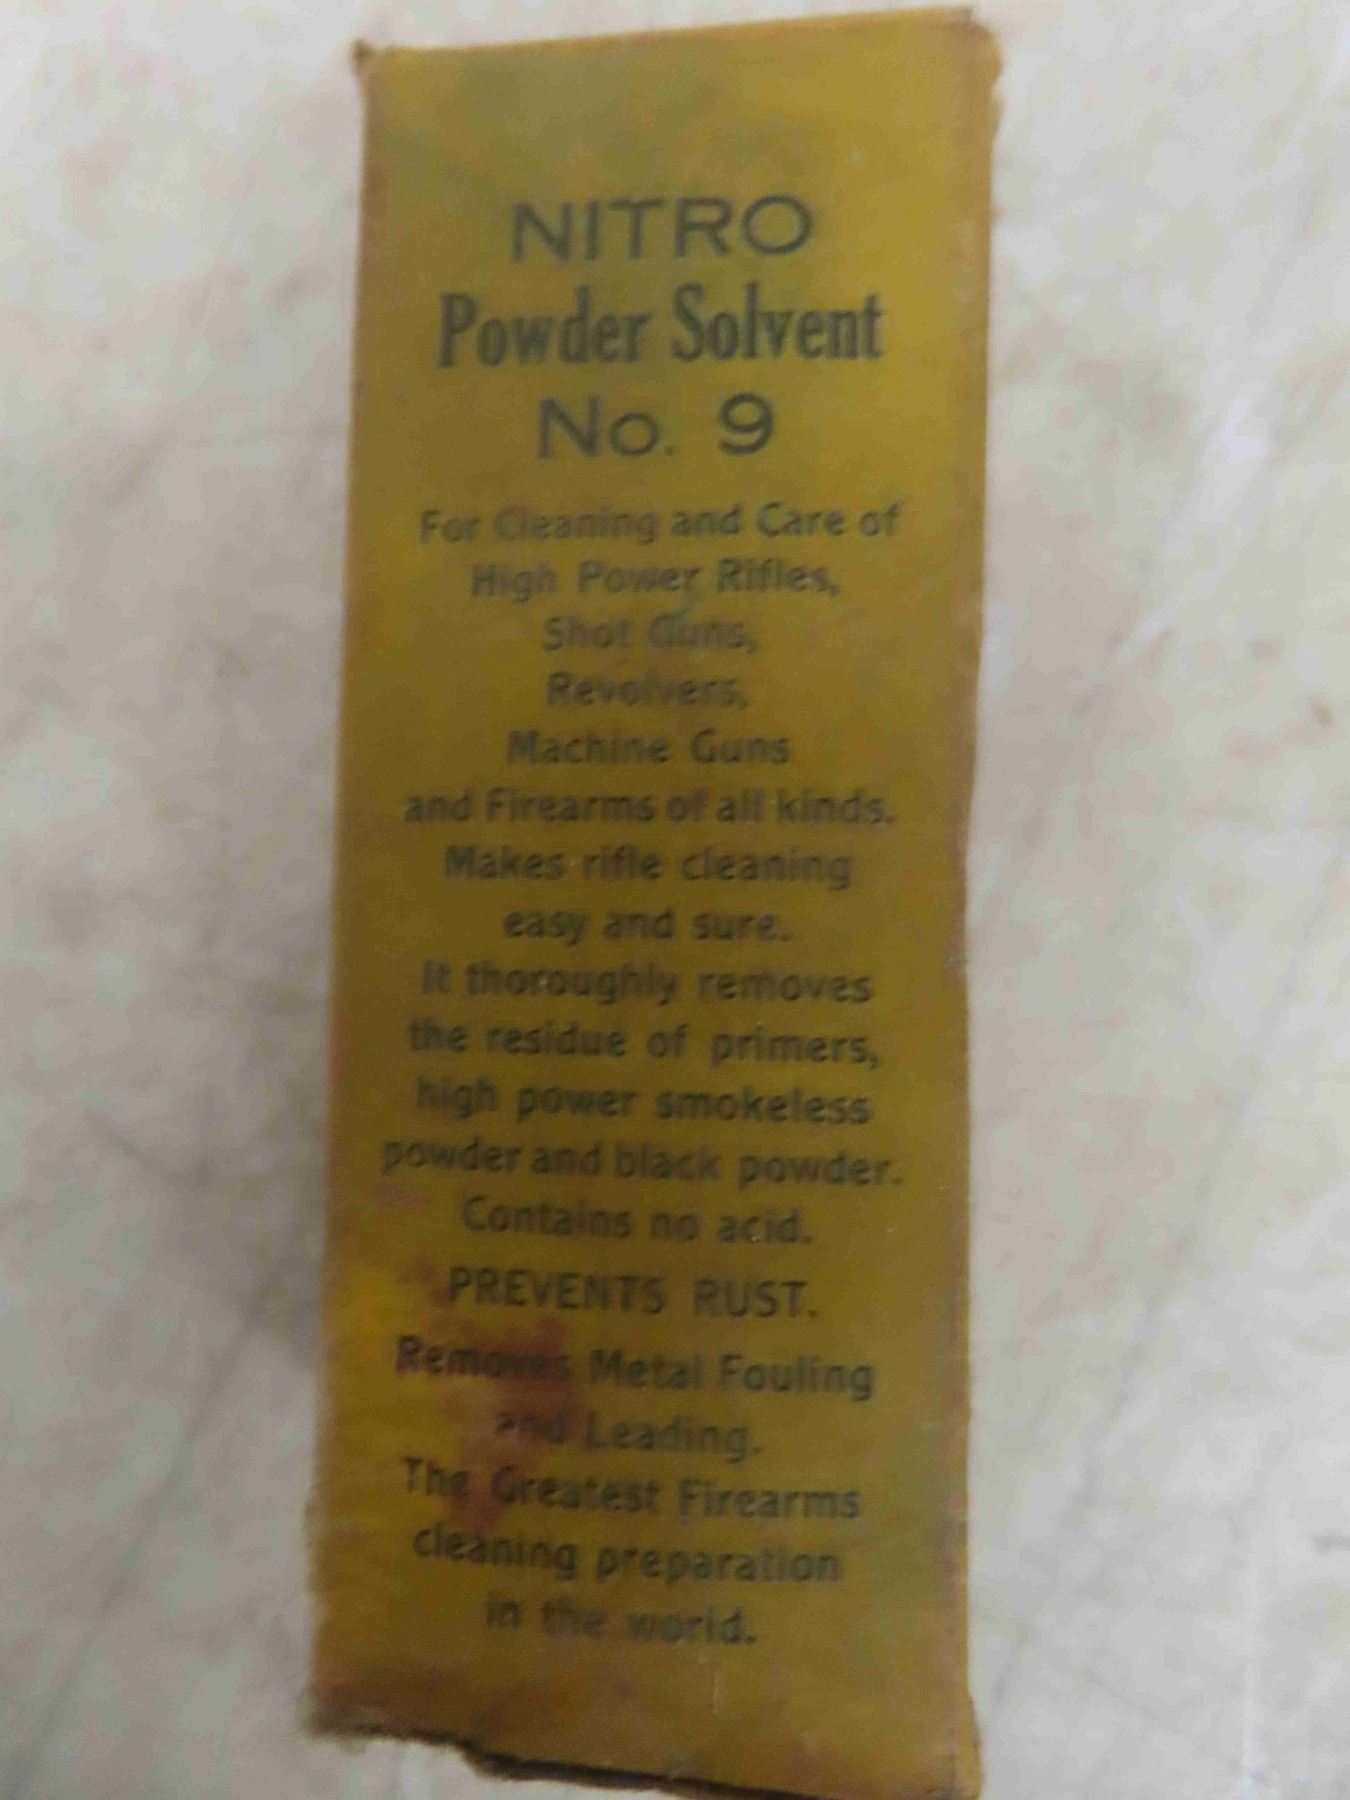 NITRO
Powder Solvent
No. 9
For Cleaning and Care of
High Power Rifles,
Shot Guns,
Revolvers,
Machine Guns
and Firearms of all kinds.
Makes rifle cleaning
easy and sure.
It thoroughly removes
the residue of primers,
high power smokeless
powder and black powder.
Contains no acid.
PREVENTS RUST.
Removes Metal Fouling
and Leading.
The Greatest Firearms
cleaning preparation
in the world.